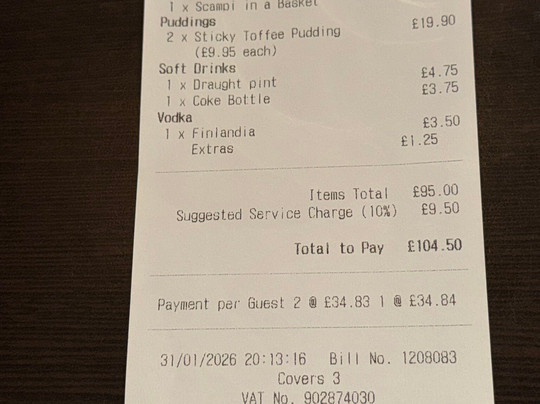 1 x Scampi in a Basket
Puddings £19.90
2 x Sticky Toffee Pudding
(£9.95 each)
Soft Drinks £4.75
1 x Draught pint £3.75
1 x Coke Bottle
Vodka £3.50
1 x Finlandia £1.25
Extras
Items Total £95.00
Suggested Service Charge (10%) £9.50
Total to Pay £104.50
Payment per Guest 2 @ £34.83 1 @ £34.84
31/01/2026 20:13:16 Bill No. 1208083
Covers 3
VAT No. 902874030